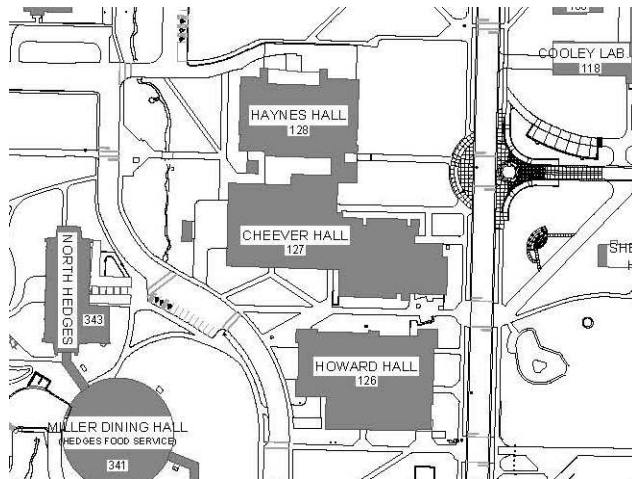 COOLEY LAB.
118
HAYNES HALL
128
CHEEVER HALL
127
NORTH HEDGES
343
HOWARD HALL
126
MILLER DINING HALL
(HEDGES FOOD SERVICE)
341